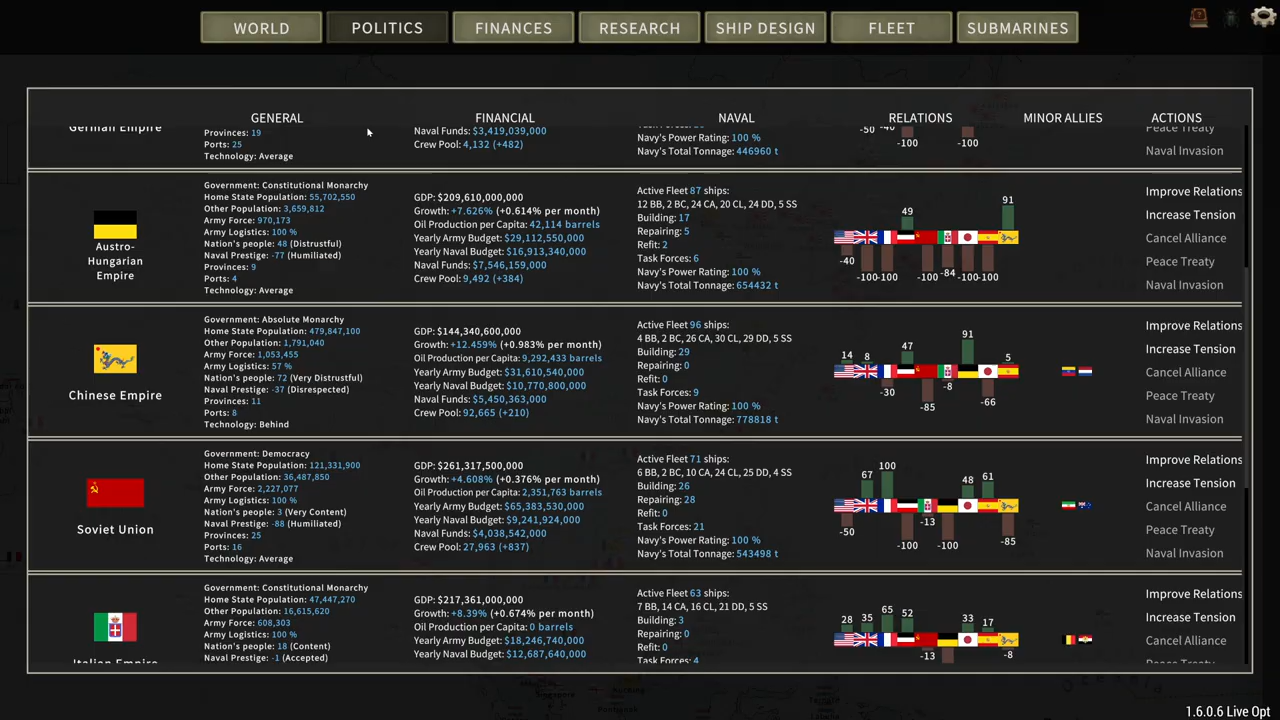 WORLD
POLITICS
FINANCES
RESEARCH
SHIP DESIGN
FLEET
SUBMARINES
GENERAL
FINANCIAL
NAVAL
RELATIONS
MINOR ALLIES
ACTIONS
German Empire
Provinces: 19
Ports: 25
Technology: Average
Naval Funds: $3,419,039,000
Crew Pool: 4,132 (+482)
Navy's Power Rating: 100 %
Navy's Total Tonnage: 446960 t
-50
-40
-100
-100
Peace Treaty
Naval Invasion
Austro-
Hungarian
Empire
Government: Constitutional Monarchy
Home State Population: 55,702,550
Other Population: 3,659,812
Army Force: 970,173
Army Logistics: 100 %
Nation's people: 48 (Distrustful)
Naval Prestige: -77 (Humiliated)
Provinces: 9
Ports: 4
Technology: Average
GDP: $209,610,000,000
Growth: +7.626% (+0.614% per month)
Oil Production per Capita: 42,114 barrels
Yearly Army Budget: $29,112,550,000
Yearly Naval Budget: $16,913,340,000
Naval Funds: $7,546,159,000
Crew Pool: 9,492 (+384)
Active Fleet 87 ships:
12 BB, 2 BC, 24 CA, 20 CL, 24 DD, 5 SS
Building: 17
Repairing: 5
Refit: 2
Task Forces: 6
Navy's Power Rating: 100 %
Navy's Total Tonnage: 654432 t
49
91
-40
-100
-100
-100
-84
-100
-100
Improve Relations
Increase Tension
Cancel Alliance
Peace Treaty
Naval Invasion
Chinese Empire
Government: Absolute Monarchy
Home State Population: 479,847,100
Other Population: 1,791,040
Army Force: 1,053,455
Army Logistics: 57 %
Nation's people: 72 (Very Distrustful)
Naval Prestige: -37 (Disrespected)
Provinces: 11
Ports: 8
Technology: Behind
GDP: $144,340,600,000
Growth: +12.459% (+0.983% per month)
Oil Production per Capita: 9,292,433 barrels
Yearly Army Budget: $31,610,540,000
Yearly Naval Budget: $10,770,800,000
Naval Funds: $5,450,363,000
Crew Pool: 92,665 (+210)
Active Fleet 96 ships:
4 BB, 2 BC, 26 CA, 30 CL, 29 DD, 5 SS
Building: 29
Repairing: 0
Refit: 0
Task Forces: 9
Navy's Power Rating: 100 %
Navy's Total Tonnage: 778818 t
14
8
47
91
5
-30
-85
-8
-66
Improve Relations
Increase Tension
Cancel Alliance
Peace Treaty
Naval Invasion
Soviet Union
Government: Democracy
Home State Population: 121,331,900
Other Population: 36,487,850
Army Force: 2,227,077
Army Logistics: 100 %
Nation's people: 3 (Very Content)
Naval Prestige: -88 (Humiliated)
Provinces: 25
Ports: 16
Technology: Average
GDP: $261,317,500,000
Growth: +4.608% (+0.376% per month)
Oil Production per Capita: 2,351,763 barrels
Yearly Army Budget: $65,383,530,000
Yearly Naval Budget: $9,241,924,000
Naval Funds: $4,038,542,000
Crew Pool: 27,963 (+837)
Active Fleet 71 ships:
6 BB, 2 BC, 10 CA, 24 CL, 25 DD, 4 SS
Building: 26
Repairing: 28
Refit: 0
Task Forces: 21
Navy's Power Rating: 100 %
Navy's Total Tonnage: 543498 t
67
100
48
61
-50
-100
-13
-100
-85
Improve Relations
Increase Tension
Cancel Alliance
Peace Treaty
Naval Invasion
Italian Empire
Government: Constitutional Monarchy
Home State Population: 47,447,270
Other Population: 16,615,620
Army Force: 608,303
Army Logistics: 100 %
Nation's people: 18 (Content)
Naval Prestige: -1 (Accepted)
GDP: $217,361,000,000
Growth: +8.39% (+0.674% per month)
Oil Production per Capita: 0 barrels
Yearly Army Budget: $18,246,740,000
Yearly Naval Budget: $12,687,640,000
Active Fleet 63 ships:
7 BB, 14 CA, 16 CL, 21 DD, 5 SS
Building: 3
Repairing: 0
Refit: 0
Task Forces: 4
28
35
65
52
33
17
-13
-8
Improve Relations
Increase Tension
Cancel Alliance
Singapore
1.6.0.6 Live Opt